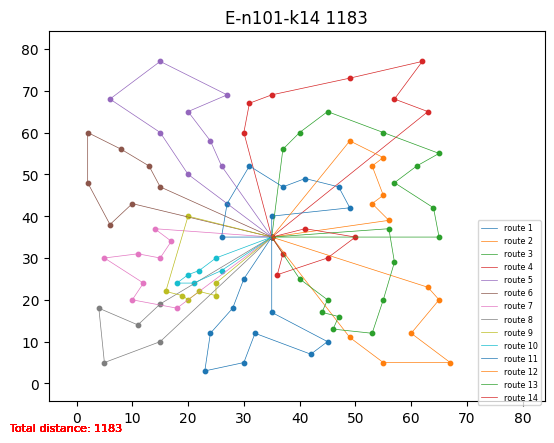 E-n101-k14 1183
80
70
60
50
40
30
20
10
0
0 10 20 30 40 50 60 70 80
route 1
route 2
route 3
route 4
route 5
route 6
route 7
route 8
route 9
route 10
route 11
route 12
route 13
route 14
Total distance: 1183